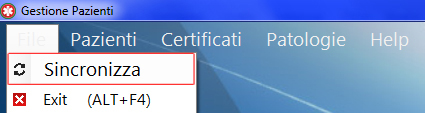 Gestione Pazienti
File Pazienti Certificati Patologie Help
Sincronizza
Exit (ALT+F4)